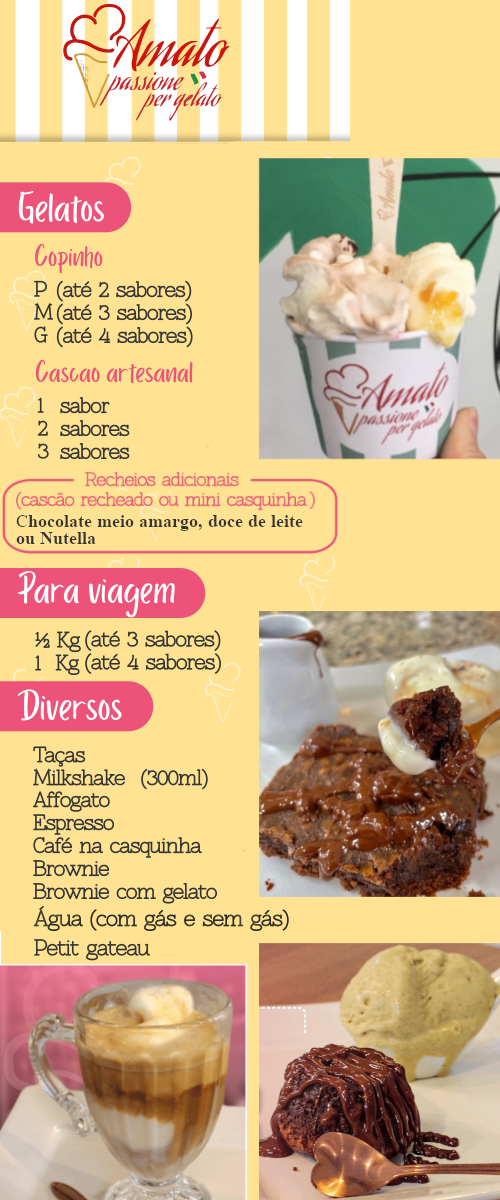 Amato
passione
per gelato
Gelatos
Copinho
P (até 2 sabores)
M (até 3 sabores)
G (até 4 sabores)
Cascao artesanal
1 sabor
2 sabores
3 sabores
Recheios adicionais
(cascão recheado ou mini casquinha)
Chocolate meio amargo, doce de leite
ou Nutella
Para viagem
½ Kg (até 3 sabores)
1 Kg (até 4 sabores)
Diversos
Taças
Milkshake (300ml)
Affogato
Espresso
Café na casquinha
Brownie
Brownie com gelato
Água (com gás e sem gás)
Petit gateau
Amato
Amato
passione
per gelato